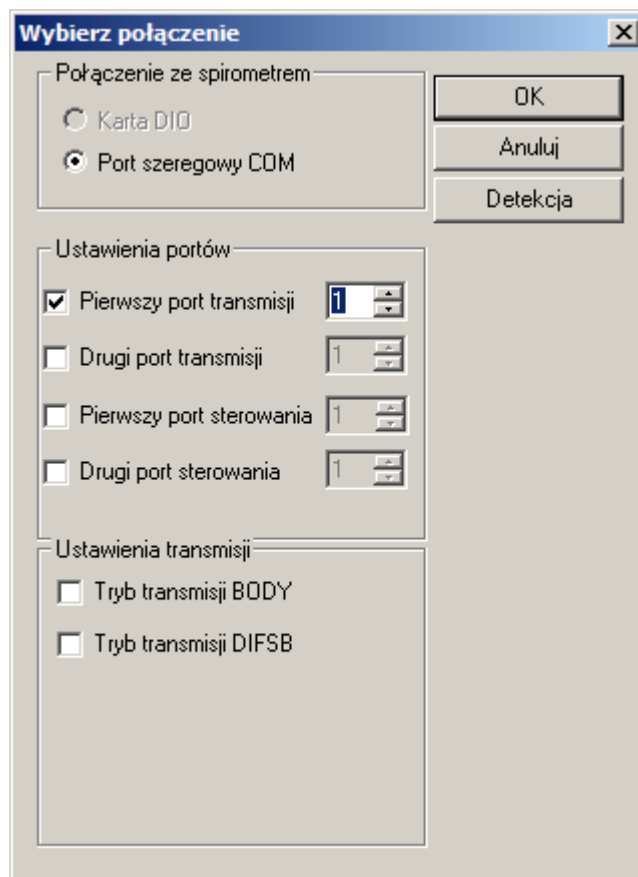 Wybierz połączenie
Połączenie ze spirometrem
Karta DIO
Port szeregowy COM
OK
Anuluj
Detekcja
Ustawienia portów
Pierwszy port transmisji 1
Drugi port transmisji 1
Pierwszy port sterowania 1
Drugi port sterowania 1
Ustawienia transmisji
Tryb transmisji BODY
Tryb transmisji DIFSB